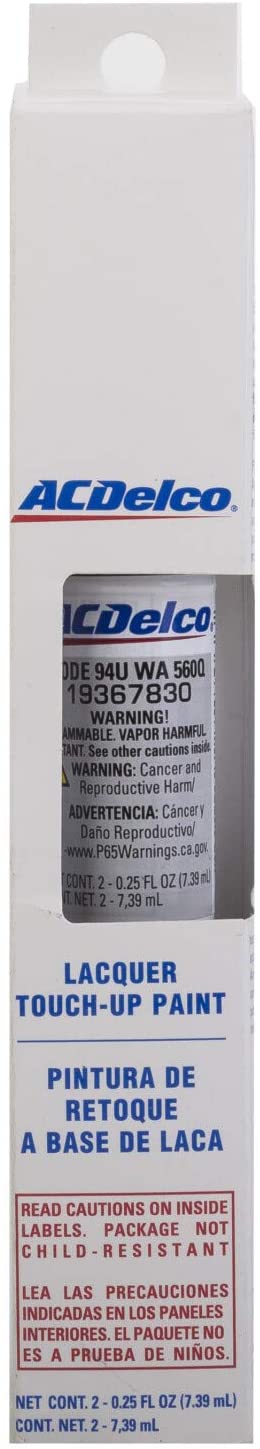 ACDelco®
ACDelco
ODE 94U WA 560Q
19367830
WARNING!
AMMABLE. VAPOR HARMFUL
TANT. See other cautions inside
WARNING: Cancer and
Reproductive Harm/
ADVERTENCIA: Cáncer y
Daño Reproductivo/
-www.P65Warnings.ca.gov.
CONT. 2 - 0.25 FL OZ (7.39 mL)
T. NET. 2 - 7,39 mL
LACQUER
TOUCH-UP PAINT
PINTURA DE
RETOQUE
A BASE DE LACA
READ CAUTIONS ON INSIDE
LABELS. PACKAGE NOT
CHILD-RESISTANT
LEA LAS PRECAUCIONES
INDICADAS EN LOS PANELES
INTERIORES. EL PAQUETE NO
ES A PRUEBA DE NIÑOS.
NET CONT. 2 - 0.25 FL OZ (7.39 mL)
CONT. NET. 2 - 7,39 mL